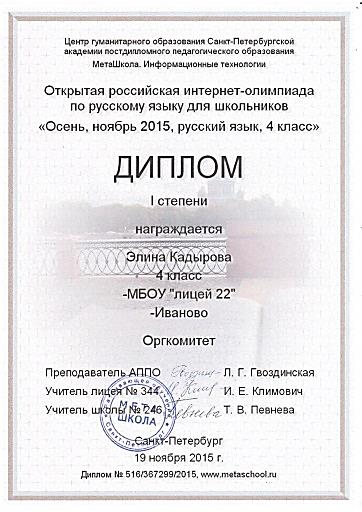 Центр гуманитарного образования Санкт-Петербургской
академии постдипломного педагогического образования
МетаШкола. Информационные технологии
Открытая российская интернет-олимпиада
по русскому языку для школьников
«Осень, ноябрь 2015, русский язык, 4 класс»
ДИПЛОМ
I степени
награждается
Элина Кадырова
4 класс
-МБОУ "лицей 22"
-Иваново
Оргкомитет
Преподаватель АППО Л. Г. Гвоздинская
Учитель лицея № 344 И. Е. Климович
Учитель школы № 246 Певнева Т. В. Певнева
МЕТА
ШКОЛА
Санкт-Петербург
19 ноября 2015 г.
Диплом № 516/367299/2015, www.metaschool.ru